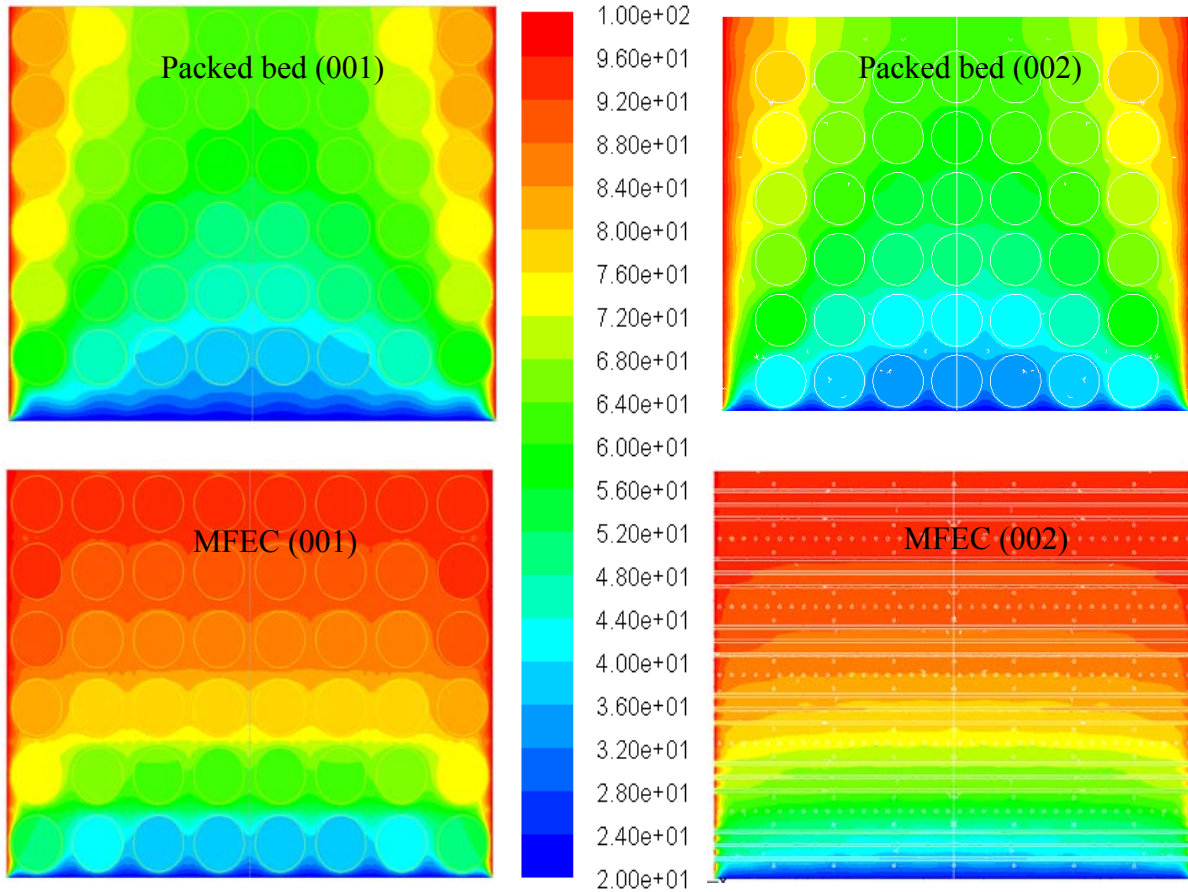 Packed bed (001)
1.00e+02
9.60e+01
9.20e+01
8.80e+01
8.40e+01
8.00e+01
7.60e+01
7.20e+01
6.80e+01
6.40e+01
6.00e+01
5.60e+01
5.20e+01
4.80e+01
4.40e+01
4.00e+01
3.60e+01
3.20e+01
2.80e+01
2.40e+01
2.00e+01
Packed bed (002)
MFEC (001)
MFEC (002)